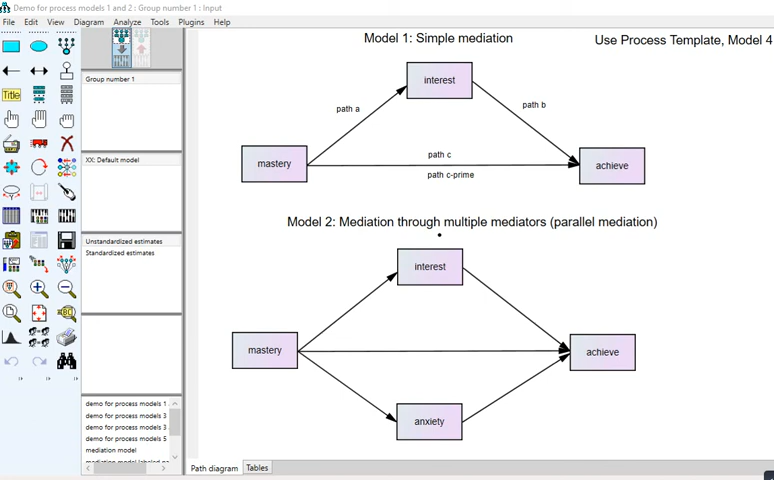 Demo for process models 1 and 2 : Group number 1 : Input
File Edit View Diagram Analyze Tools Plugins Help
Title
Group number 1
XX: Default model
Unstandardized estimates
Standardized estimates
demo for process models 1
demo for process models 3
demo for process models 3
demo for process models 5
mediation model
Model 1: Simple mediation
Use Process Template, Model 4
interest
path a
path b
mastery
path c
achieve
path c-prime
Model 2: Mediation through multiple mediators (parallel mediation)
interest
mastery
achieve
anxiety
Path diagram Tables